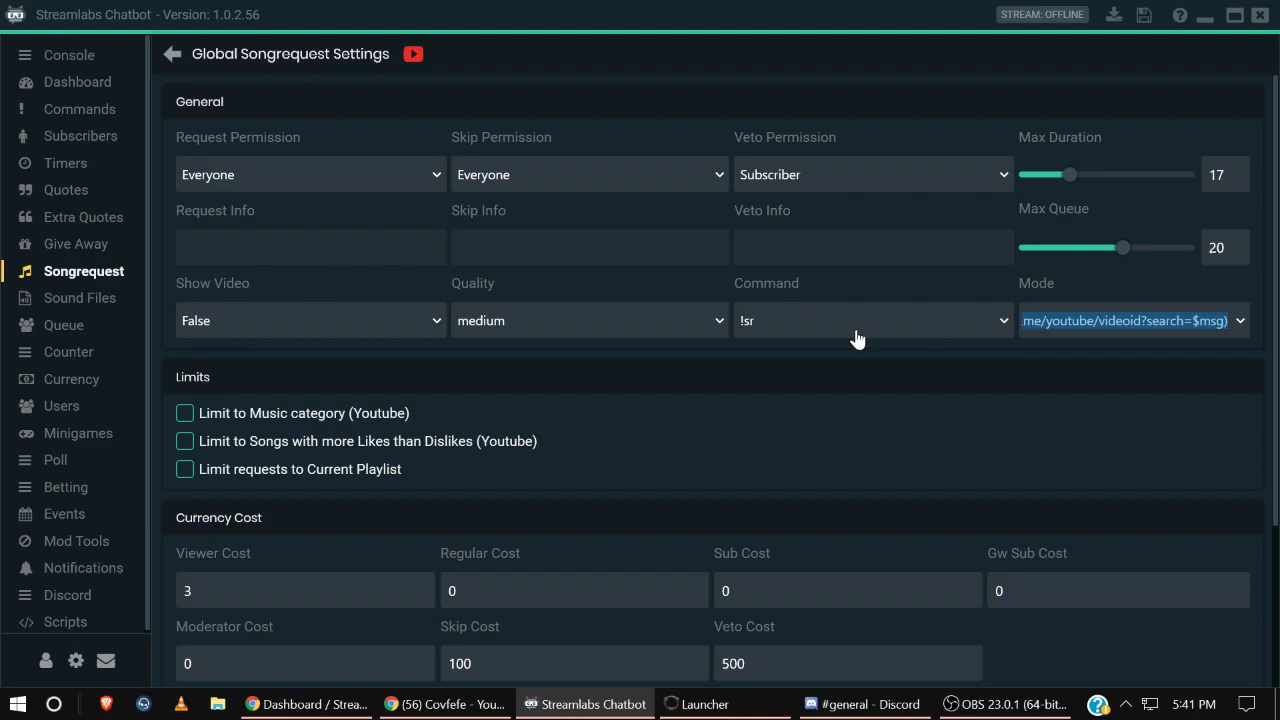 Streamlabs Chatbot - Version: 1.0.2.56
STREAM: OFFLINE
Console
Dashboard
Commands
Subscribers
Timers
Quotes
Extra Quotes
Give Away
Songrequest
Sound Files
Queue
Counter
Currency
Users
Minigames
Poll
Betting
Events
Mod Tools
Notifications
Discord
Scripts
Global Songrequest Settings
General
Request Permission Skip Permission Veto Permission Max Duration
Everyone Everyone Subscriber 17
Request Info Skip Info Veto Info Max Queue
20
Show Video Quality Command Mode
False medium !sr .me/youtube/videoid?search=$msg)
Limits
Limit to Music category (Youtube)
Limit to Songs with more Likes than Dislikes (Youtube)
Limit requests to Current Playlist
Currency Cost
Viewer Cost Regular Cost Sub Cost Gw Sub Cost
3 0 0 0
Moderator Cost Skip Cost Veto Cost
0 100 500
Dashboard / Strea... (56) Covfefe - You... Streamlabs Chatbot Launcher #general - Discord OBS 23.0.1 (64-bit... 5:41 PM